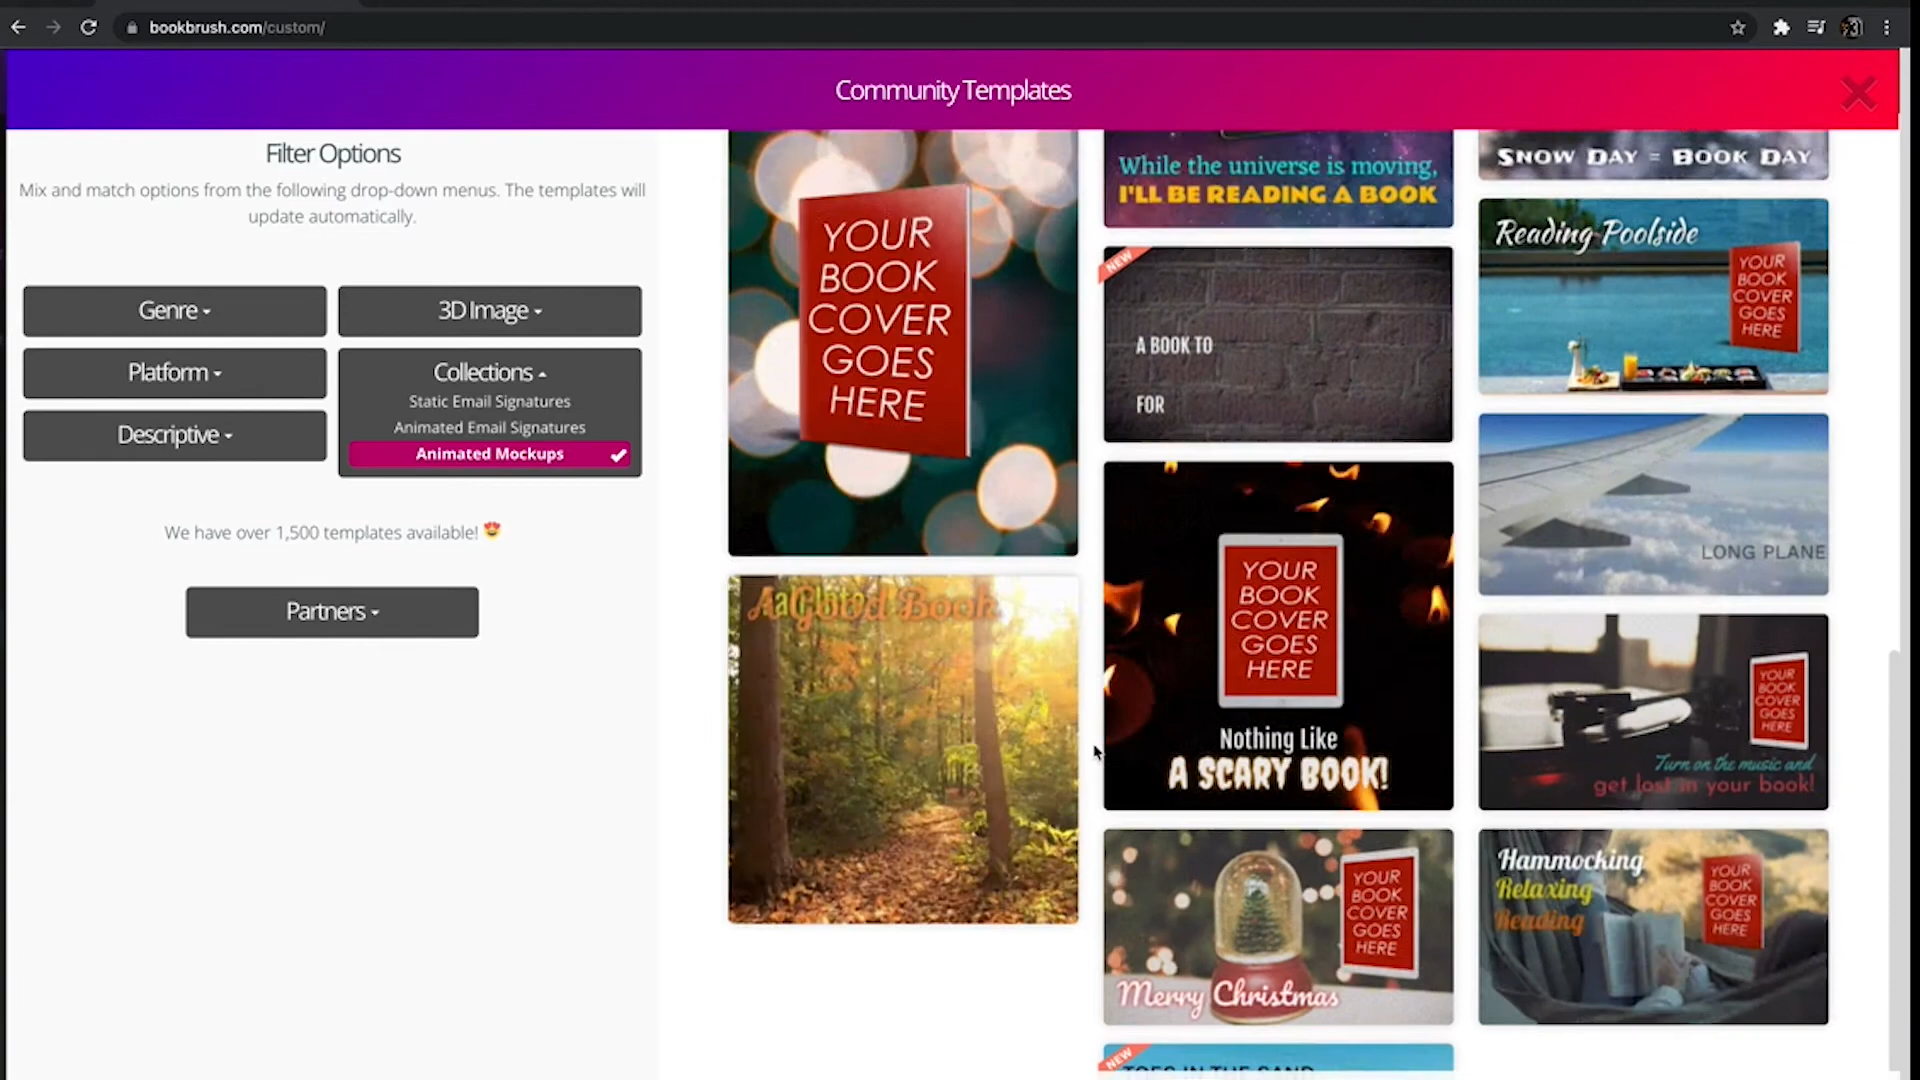 bookbrush.com/custom/
Community Templates
Filter Options
Mix and match options from the following drop-down menus. The templates will
update automatically.
Genre
3D Image
Platform
Collections
Static Email Signatures
Animated Email Signatures
Animated Mockups
Descriptive
We have over 1,500 templates available!
Partners
YOUR
BOOK
COVER
GOES
HERE
While the universe is moving,
I'LL BE READING A BOOK
NEW
A BOOK TO
FOR
YOUR
BOOK
COVER
GOES
HERE
Nothing Like
A SCARY BOOK!
YOUR
BOOK
COVER
GOES
HERE
Merry Christmas
NEW
TOES IN THE SAND
SNOW DAY = BOOK DAY
Reading Poolside
YOUR
BOOK
COVER
GOES
HERE
LONG PLANE
YOUR
BOOK
COVER
GOES
HERE
Turn on the music and
get lost in your book!
Hammocking
Relaxing
Reading
YOUR
BOOK
COVER
GOES
HERE